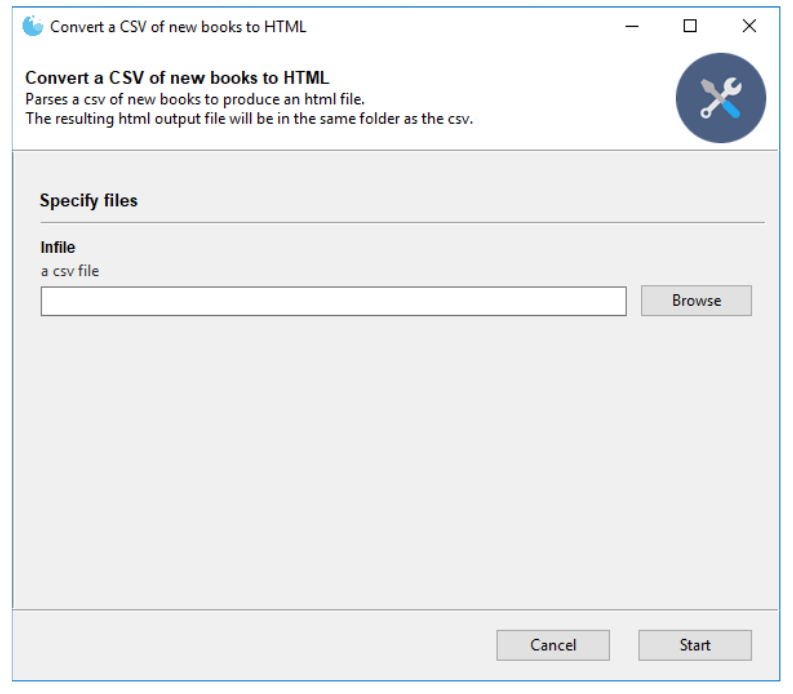 Convert a CSV of new books to HTML
Convert a CSV of new books to HTML
Parses a csv of new books to produce an html file.
The resulting html output file will be in the same folder as the csv.
Specify files
Infile
a csv file
Browse
Cancel
Start